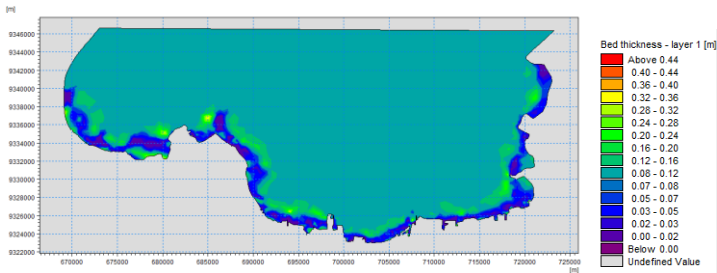 [m]
9346000
9344000
9342000
9340000
9338000
9336000
9334000
9332000
9330000
9328000
9326000
9324000
9322000
670000 675000 680000 685000 690000 695000 700000 705000 710000 715000 720000 725000
[m]
Bed thickness - layer 1 [m]
Above 0.44
0.40 - 0.44
0.36 - 0.40
0.32 - 0.36
0.28 - 0.32
0.24 - 0.28
0.20 - 0.24
0.16 - 0.20
0.12 - 0.16
0.08 - 0.12
0.07 - 0.08
0.05 - 0.07
0.03 - 0.05
0.02 - 0.03
0.00 - 0.02
Below 0.00
Undefined Value